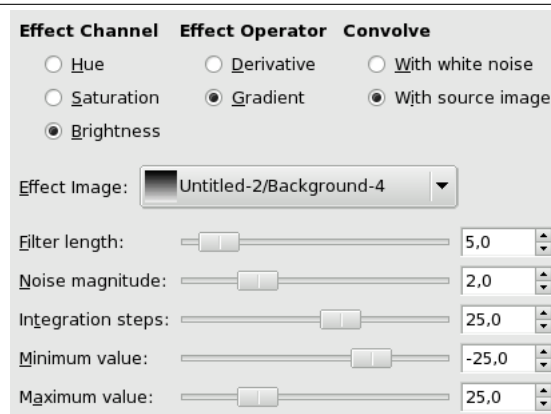 Effect Channel Effect Operator Convolve
Hue Derivative With white noise
Saturation Gradient With source image
Brightness
Effect Image: Untitled-2/Background-4
Filter length: 5,0
Noise magnitude: 2,0
Integration steps: 25,0
Minimum value: -25,0
Maximum value: 25,0